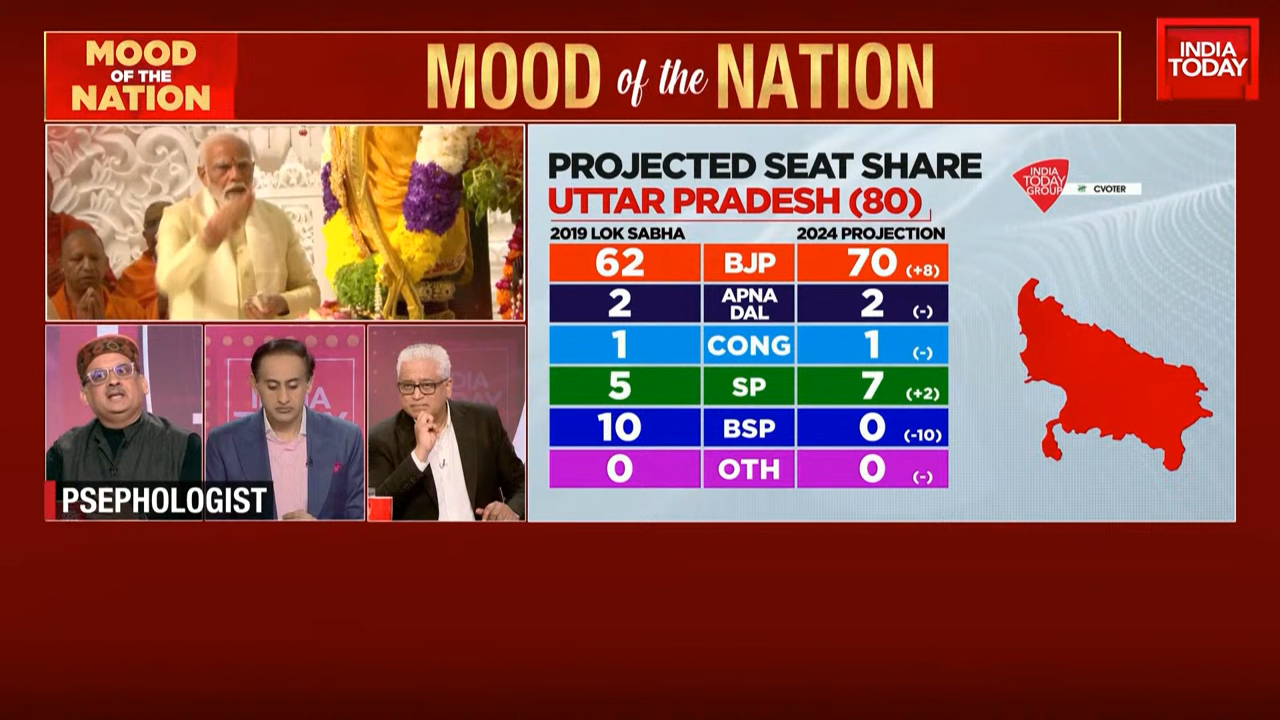 MOOD
OF THE
NATION
MOOD of the NATION
INDIA
TODAY
PROJECTED SEAT SHARE
UTTAR PRADESH (80)
INDIA
TODAY
GROUP
CVOTER
2019 LOK SABHA
2024 PROJECTION
62 BJP 70 (+8)
2 APNA DAL 2 (-)
1 CONG 1 (-)
5 SP 7 (+2)
10 BSP 0 (-10)
0 OTH 0 (-)
PSEPHOLOGIST